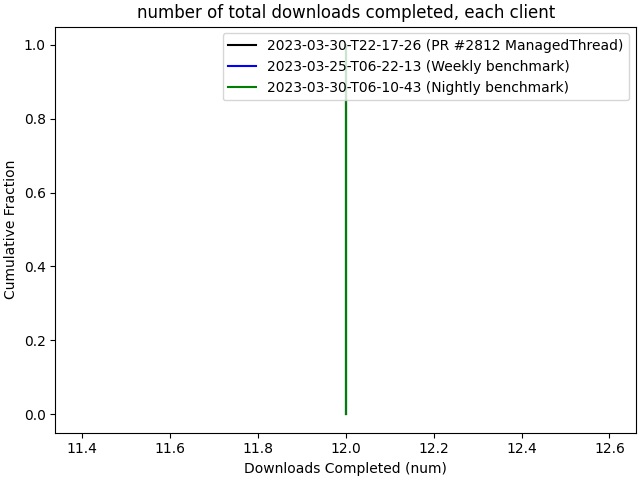 number of total downloads completed, each client
1.0
0.8
0.6
0.4
0.2
0.0
Cumulative Fraction
2023-03-30-T22-17-26 (PR #2812 ManagedThread)
2023-03-25-T06-22-13 (Weekly benchmark)
2023-03-30-T06-10-43 (Nightly benchmark)
11.4 11.6 11.8 12.0 12.2 12.4 12.6
Downloads Completed (num)